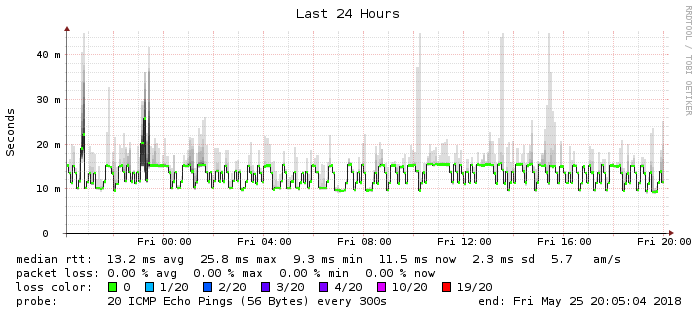 Last 24 Hours
RRDTOOL / TOBI OETIKER
Seconds
40 m
30 m
20 m
10 m
0
Fri 00:00 Fri 04:00 Fri 08:00 Fri 12:00 Fri 16:00 Fri 20:00
median rtt: 13.2 ms avg 25.8 ms max 9.3 ms min 11.5 ms now 2.3 ms sd 5.7 am/s
packet loss: 0.00 % avg 0.00 % max 0.00 % min 0.00 % now
loss color: 0 1/20 2/20 3/20 4/20 10/20 19/20
probe: 20 ICMP Echo Pings (56 Bytes) every 300s end: Fri May 25 20:05:04 2018